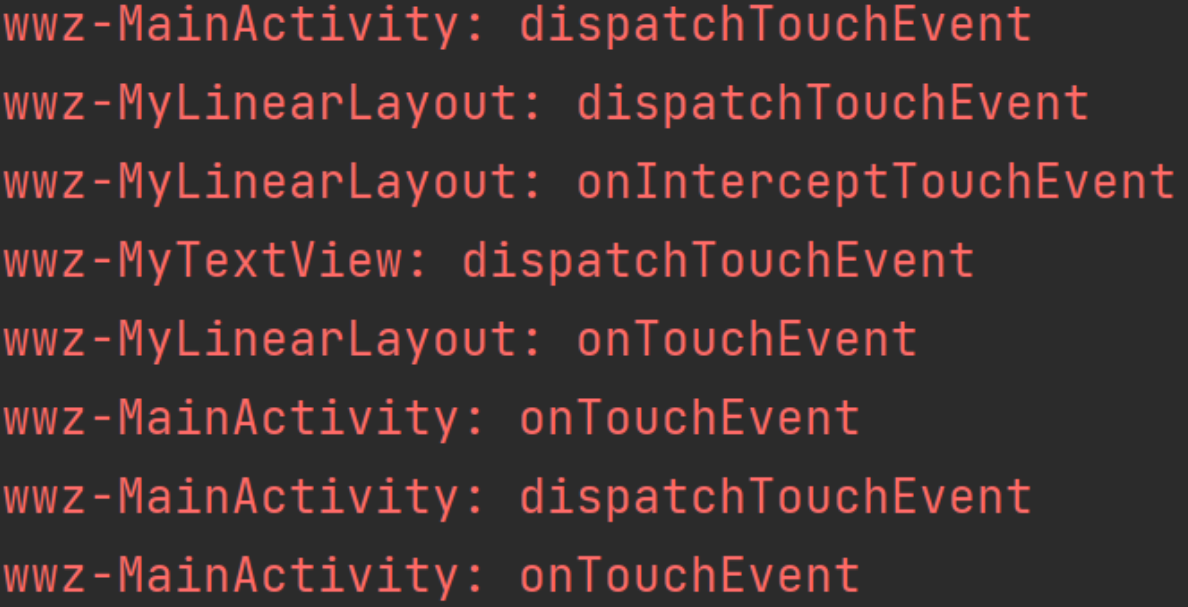 wwz-MainActivity: dispatchTouchEvent
wwz-MyLinearLayout: dispatchTouchEvent
wwz-MyLinearLayout: onInterceptTouchEvent
wwz-MyTextView: dispatchTouchEvent
wwz-MyLinearLayout: onTouchEvent
wwz-MainActivity: onTouchEvent
wwz-MainActivity: dispatchTouchEvent
wwz-MainActivity: onTouchEvent